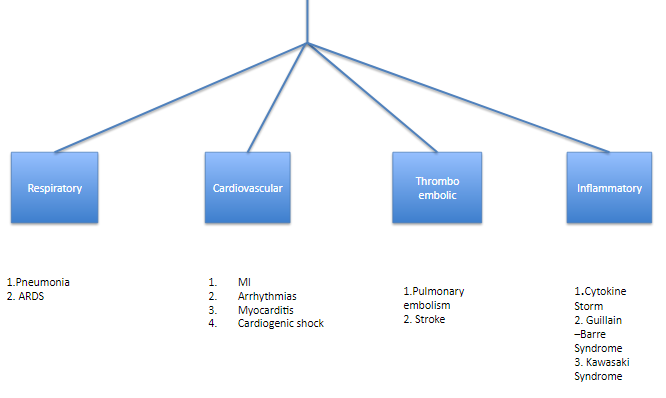 Respiratory
Cardiovascular
Thrombo
embolic
Inflammatory
1.Pneumonia
2. ARDS
1. MI
2. Arrhythmias
3. Myocarditis
4. Cardiogenic shock
1.Pulmonary
embolism
2. Stroke
1.Cytokine
Storm
2. Guillain
–Barre
Syndrome
3. Kawasaki
Syndrome